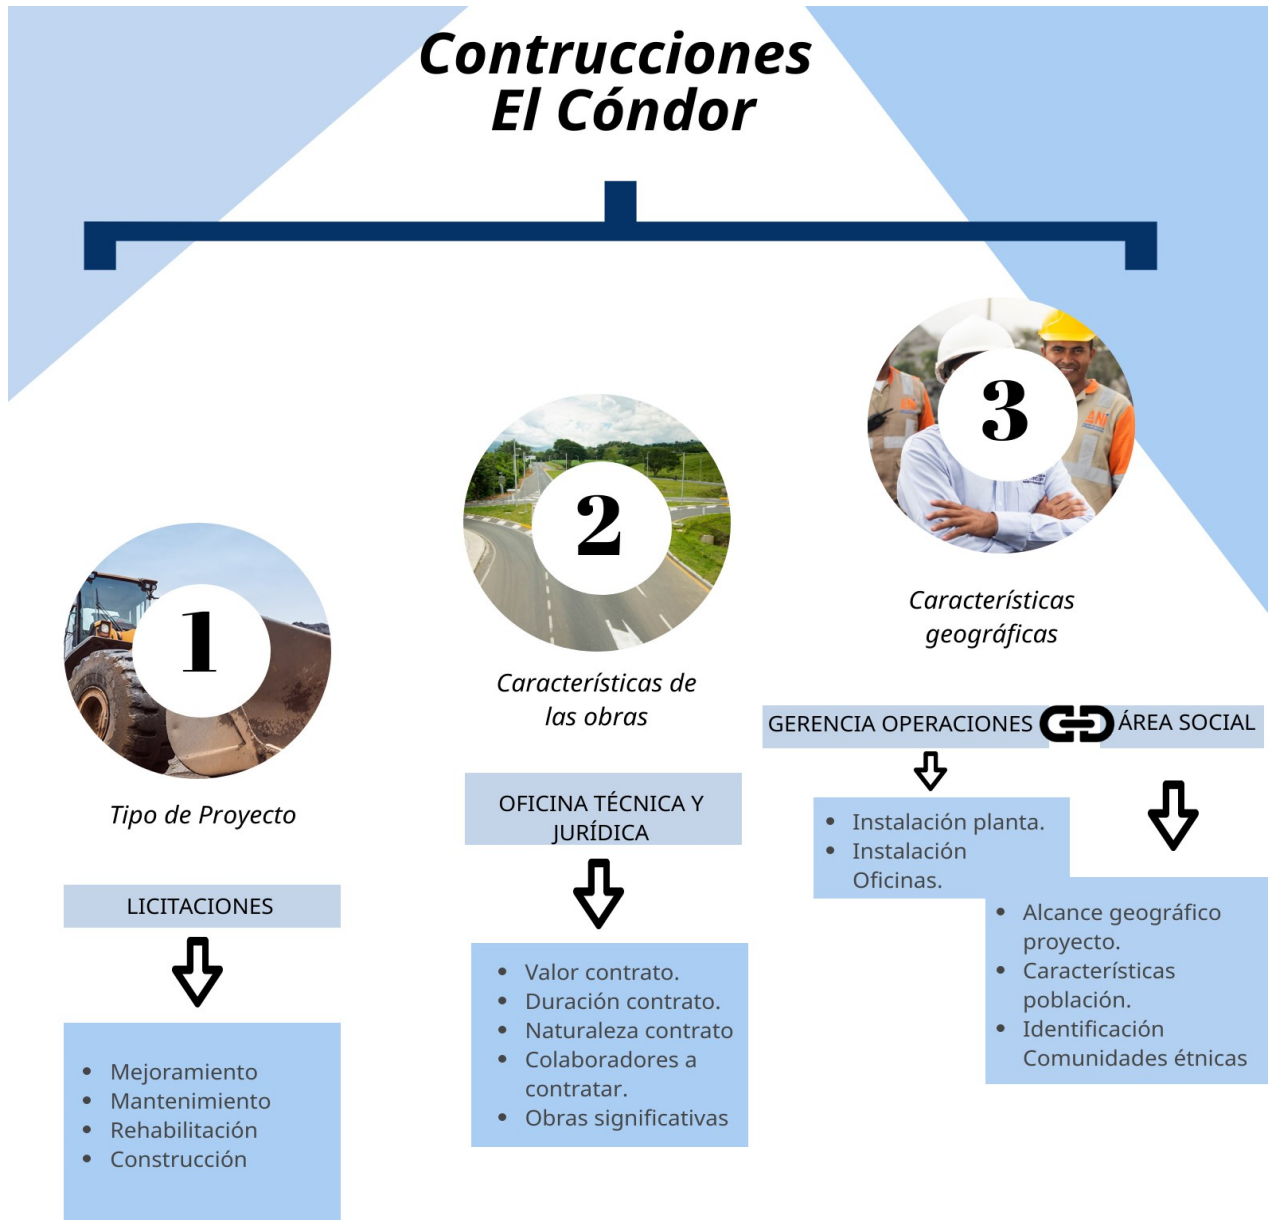 Contrucciones
El Cóndor
1
Tipo de Proyecto
LICITACIONES
• Mejoramiento
• Mantenimiento
• Rehabilitación
• Construcción
2
Características de
las obras
OFICINA TÉCNICA Y
JURÍDICA
• Valor contrato.
• Duración contrato.
• Naturaleza contrato
• Colaboradores a
contratar.
• Obras significativas
3
ANI
Características
geográficas
GERENCIA OPERACIONES
• Instalación planta.
• Instalación
Oficinas.
ÁREA SOCIAL
• Alcance geográfico
proyecto.
• Características
población.
• Identificación
Comunidades étnicas